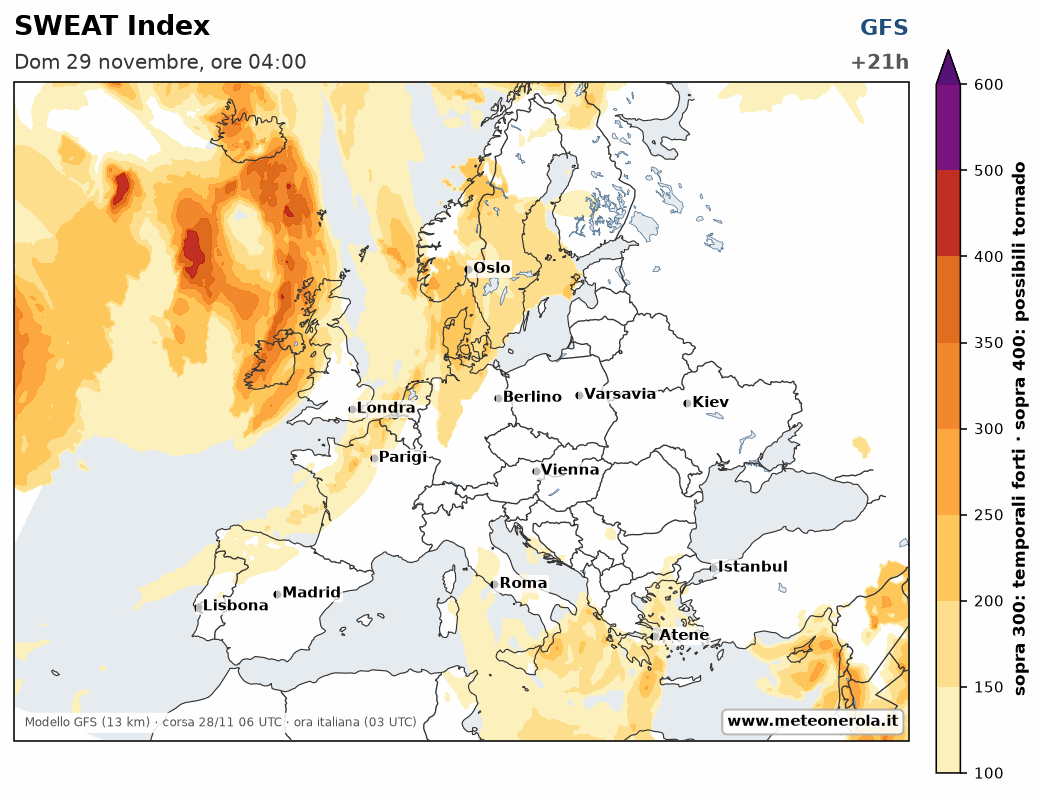 SWEAT Index
GFS
Dom 29 novembre, ore 04:00
+21h
600
500
400
350
300
250
200
150
100
sopra 300: temporali forti · sopra 400: possibili tornado
Oslo
Berlino
Varsavia
Kiev
Londra
Parigi
Vienna
Istanbul
Roma
Madrid
Lisbona
Atene
Modello GFS (13 km) · corsa 28/11 06 UTC · ora italiana (03 UTC)
www.meteonerola.it